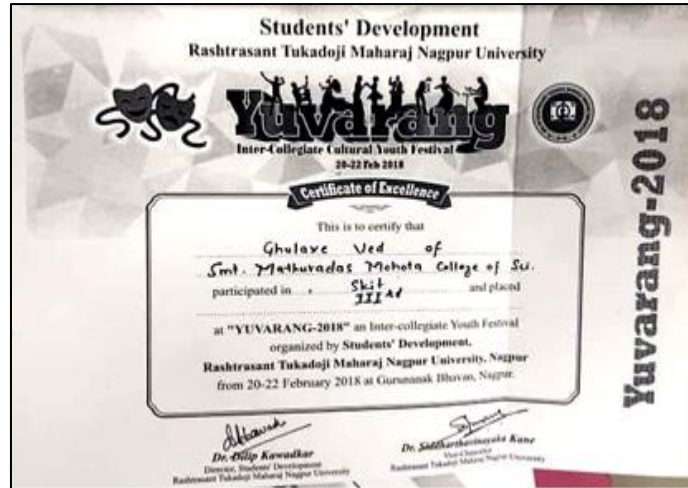 Students' Development
Rashtrasant Tukadoji Maharaj Nagpur University
Yuvarang
Inter-Collegiate Cultural Youth Festival
20-22 Feb 2018
Certificate of Excellence
This is to certify that
Ghulaxe Ved of
Smt. Mathuradas Mohota College of Sci.
participated in Skit and placed
IIIrd
at "YUVARANG-2018" an Inter-collegiate Youth Festival
organized by Students' Development,
Rashtrasant Tukadoji Maharaj Nagpur University, Nagpur
from 20-22 February 2018 at Gurunanak Bhavan, Nagpur.
Dr. Dilip Kawadkar
Director, Students' Development
Rashtrasant Tukadoji Maharaj Nagpur University
Dr. Siddharthavinayaka Kane
Vice-Chancellor
Rashtrasant Tukadoji Maharaj Nagpur University
Yuvarang-2018